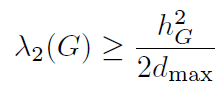 λ₂(G) ≥ h_G² / 2d_max